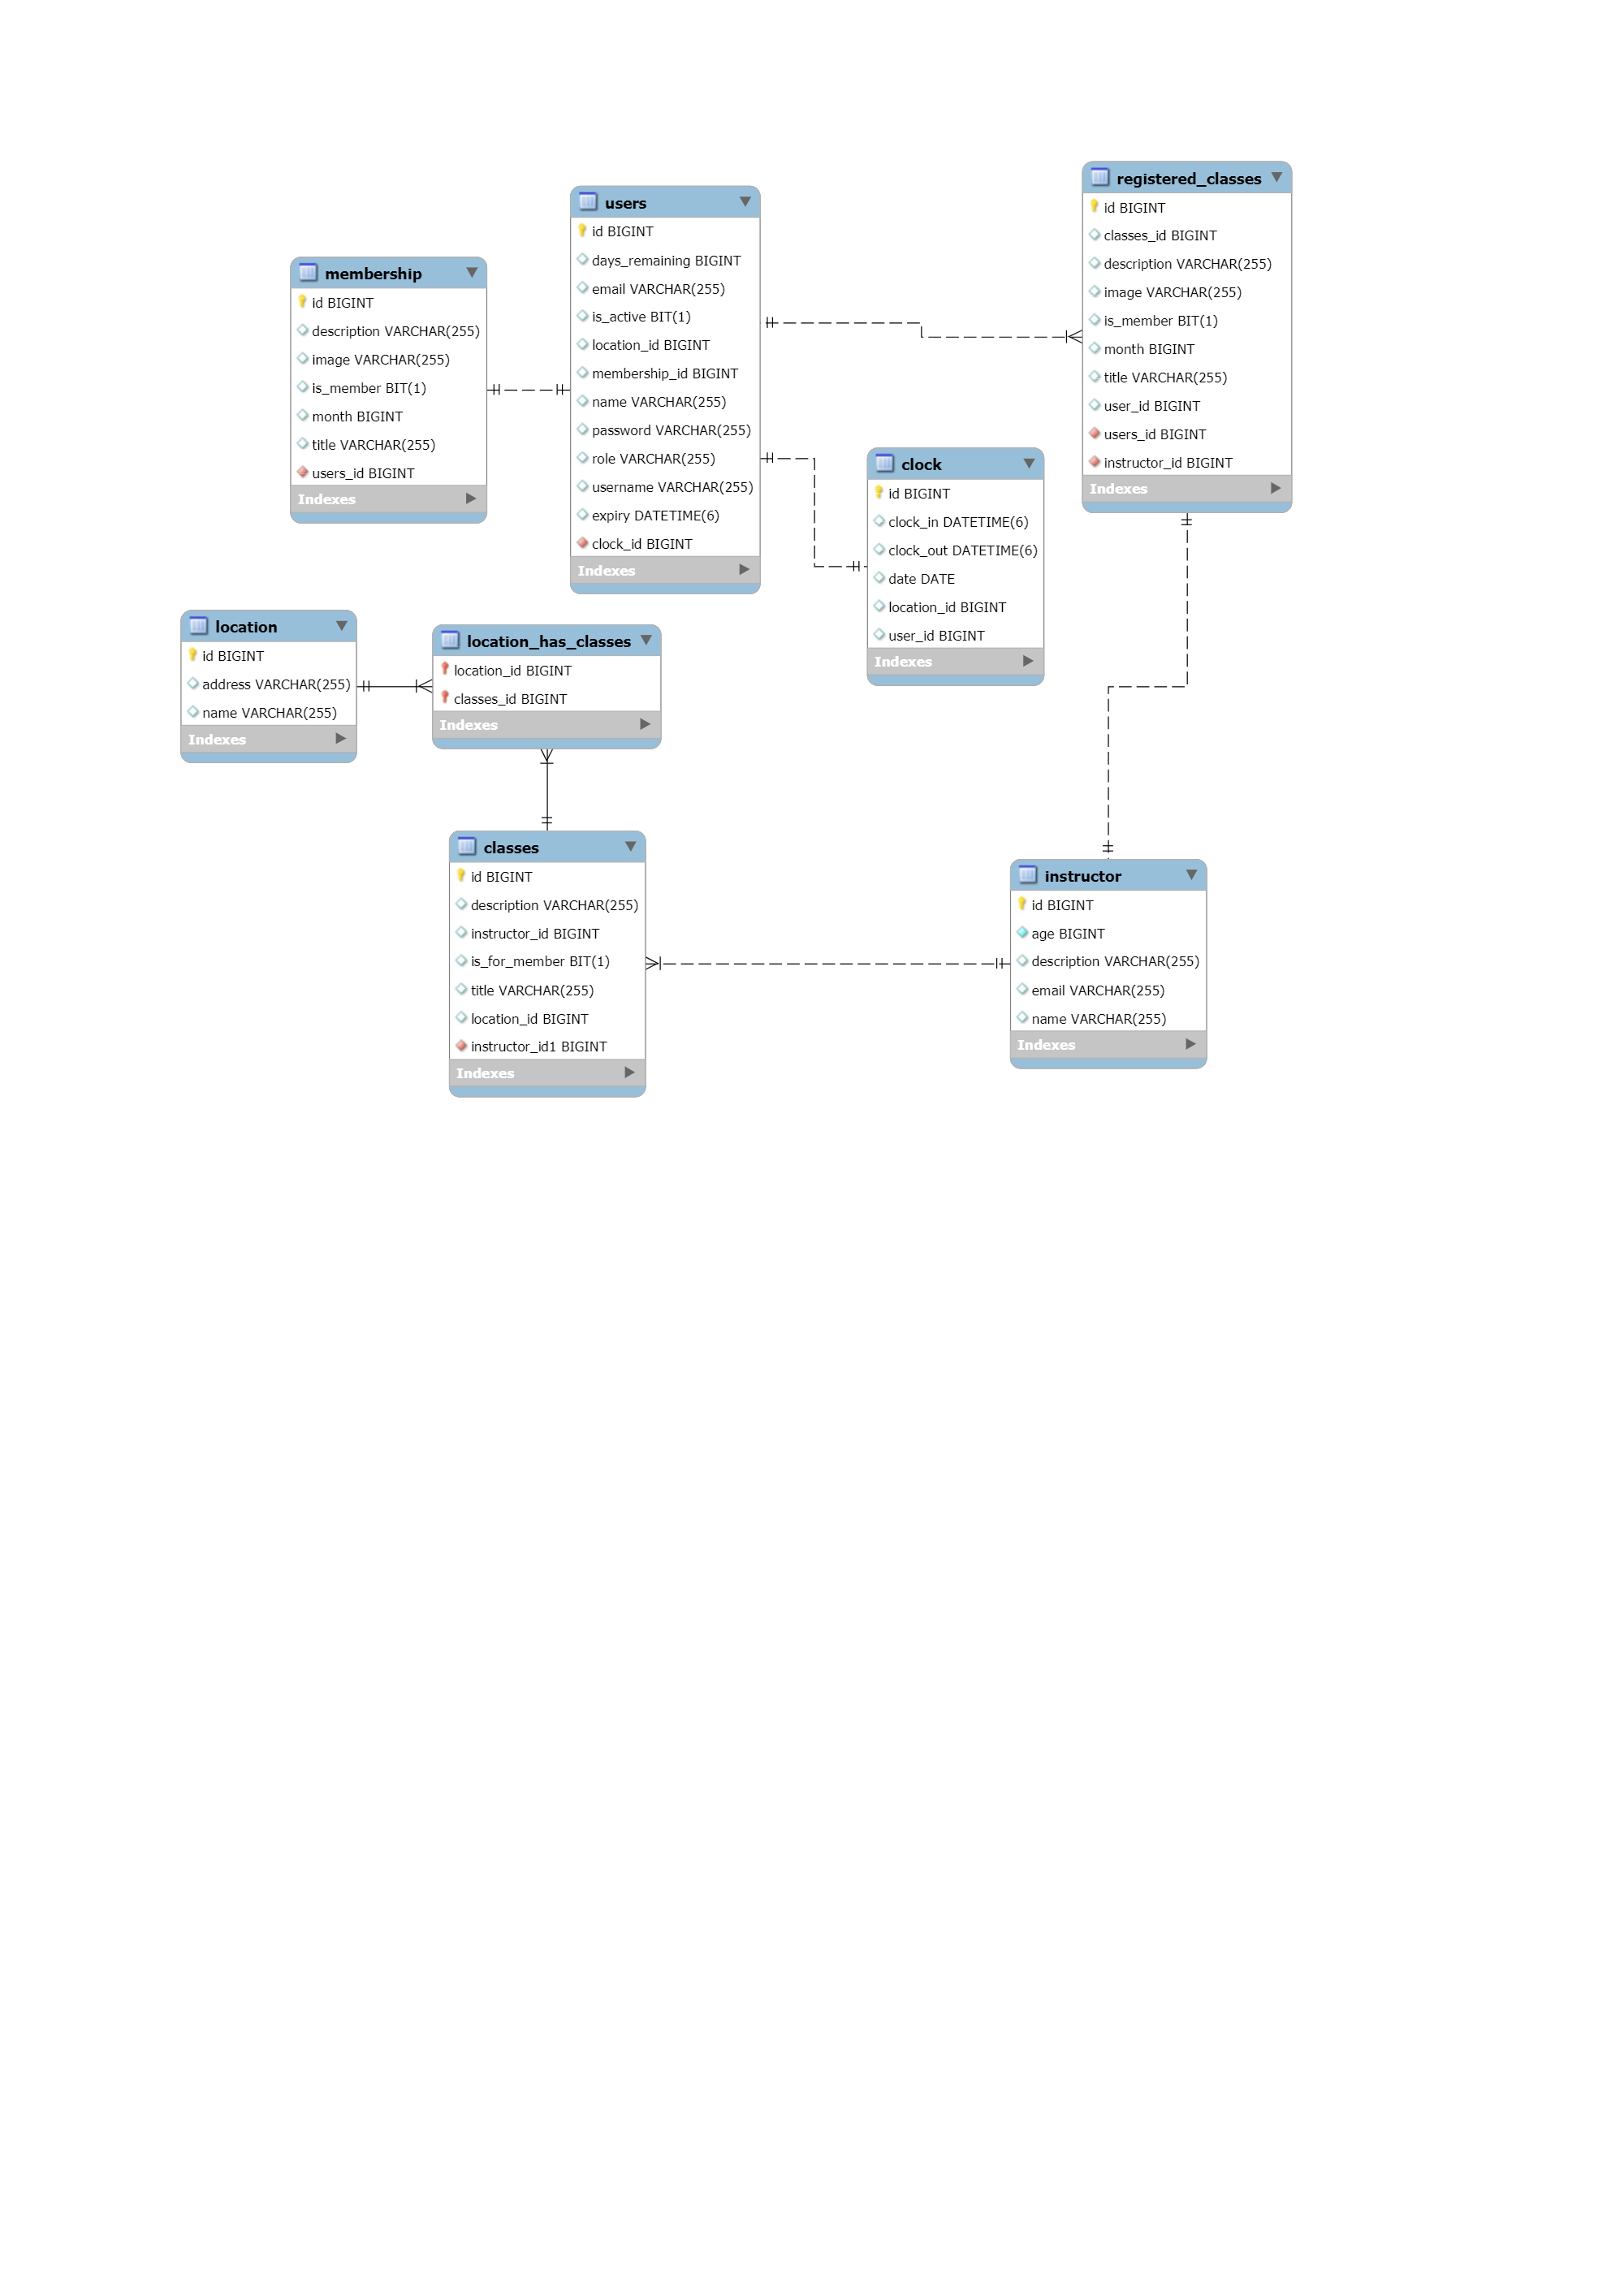 registered_classes
id BIGINT
classes_id BIGINT
description VARCHAR(255)
image VARCHAR(255)
is_member BIT(1)
month BIGINT
title VARCHAR(255)
user_id BIGINT
users_id BIGINT
instructor_id BIGINT
Indexes
users
id BIGINT
days_remaining BIGINT
email VARCHAR(255)
is_active BIT(1)
location_id BIGINT
membership_id BIGINT
name VARCHAR(255)
password VARCHAR(255)
role VARCHAR(255)
username VARCHAR(255)
expiry DATETIME(6)
clock_id BIGINT
Indexes
membership
id BIGINT
description VARCHAR(255)
image VARCHAR(255)
is_member BIT(1)
month BIGINT
title VARCHAR(255)
users_id BIGINT
Indexes
clock
id BIGINT
clock_in DATETIME(6)
clock_out DATETIME(6)
date DATE
location_id BIGINT
user_id BIGINT
Indexes
location
id BIGINT
address VARCHAR(255)
name VARCHAR(255)
Indexes
location_has_classes
location_id BIGINT
classes_id BIGINT
Indexes
classes
id BIGINT
description VARCHAR(255)
instructor_id BIGINT
is_for_member BIT(1)
title VARCHAR(255)
location_id BIGINT
instructor_id1 BIGINT
Indexes
instructor
id BIGINT
age BIGINT
description VARCHAR(255)
email VARCHAR(255)
name VARCHAR(255)
Indexes